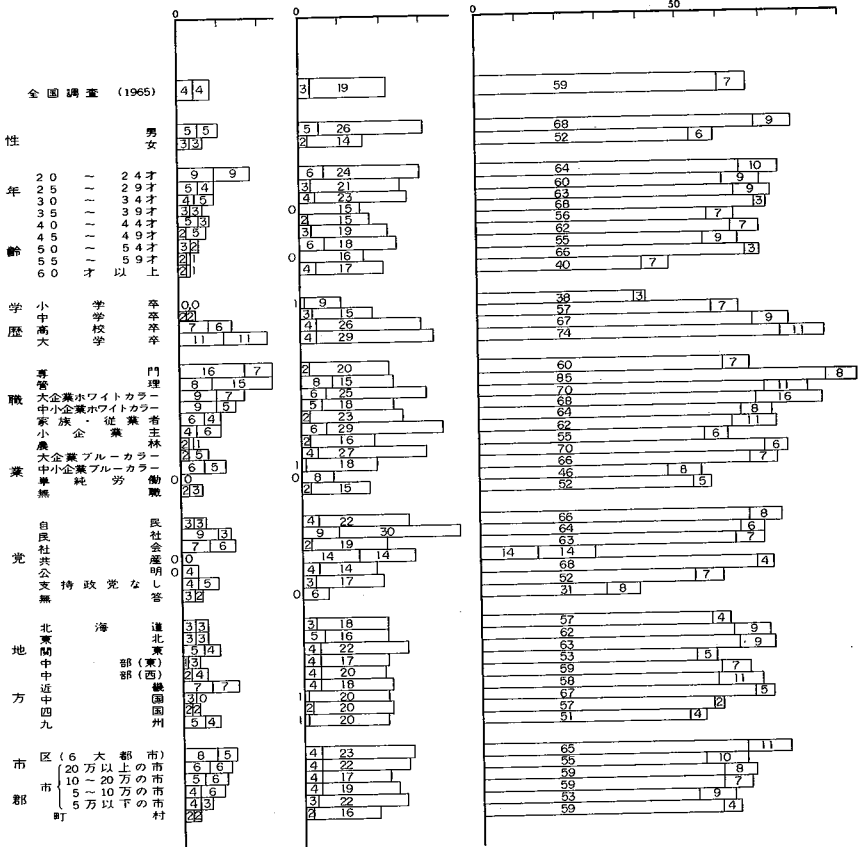 0 0 0 50
全国調査 (1965) 4 4 3 19 59 7
性
男 5 5 5 26 68 9
女 3 3 2 14 52 6
年齢
20 ~ 24才 9 9 6 24 64 10
25 ~ 29才 5 4 3 21 60 9
30 ~ 34才 4 5 4 23 63 9
35 ~ 39才 3 3 0 15 68 3
40 ~ 44才 5 3 2 15 56 7
45 ~ 49才 2 5 3 19 62 7
50 ~ 54才 3 2 6 18 55 9
55 ~ 59才 2 1 0 16 66 3
60才以上 2 1 4 17 40 7
学歴
小学卒 0 0 1 9 38 3
中学卒 2 2 3 15 57 7
高校卒 7 6 4 26 67 9
大学卒 11 11 4 29 74 11
職業
専門 16 7 2 20 60 7
管理 8 15 8 15 85 8
大企業ホワイトカラー 9 7 6 25 70 11
中小企業ホワイトカラー 9 5 5 18 68 16
家族・従業者 6 4 2 23 64 8
小企業主 4 6 6 29 62 11
農林 2 1 2 16 55 6
大企業ブルーカラー 2 5 4 27 70 6
中小企業ブルーカラー 6 5 1 18 66 7
単純労働 0 0 0 8 46 8
無職 2 3 2 15 52 5
党
自民 3 3 4 22 66 8
民社 9 3 9 30 64 6
社会 7 6 2 19 63 7
共産 0 0 14 14 14 14
公明 0 4 4 14 68 4
支持政党なし 4 5 3 17 52 7
無答 3 2 0 6 31 8
地方
北海道 3 3 3 18 57 4
東北 3 3 5 16 62 9
関東 5 4 4 22 63 9
中部(東) 1 3 4 17 53 5
中部(西) 2 4 4 20 59 7
近畿 7 7 4 18 58 11
中国 3 0 1 20 67 5
四国 2 2 2 20 57 2
九州 5 4 1 20 51 4
市郡
区(6大都市) 8 5 4 23 65 11
市
20万以上の市 6 6 4 22 55 10
10~20万の市 5 6 4 17 59 8
5~10万の市 4 6 4 19 59 7
5万以下の市 4 3 3 22 53 9
町村 2 2 2 16 59 4